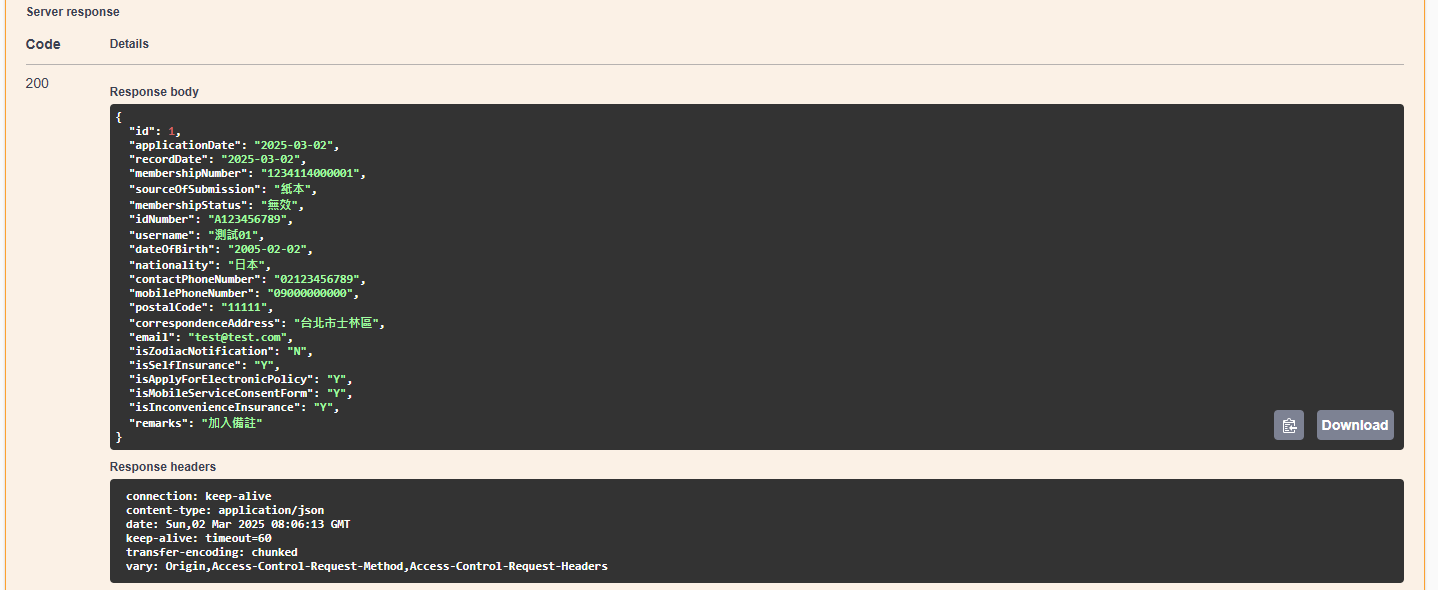 Server response
Code Details
200
Response body
{
"id": 1,
"applicationDate": "2025-03-02",
"recordDate": "2025-03-02",
"membershipNumber": "1234114000001",
"sourceOfSubmission": "紙本",
"membershipStatus": "無效",
"idNumber": "A123456789",
"username": "測試01",
"dateOfBirth": "2005-02-02",
"nationality": "日本",
"contactPhoneNumber": "02123456789",
"mobilePhoneNumber": "09000000000",
"postalCode": "11111",
"correspondenceAddress": "台北市士林區",
"email": "test@test.com",
"isZodiacNotification": "N",
"isSelfInsurance": "Y",
"isApplyForElectronicPolicy": "Y",
"isMobileServiceConsentForm": "Y",
"isInconvenienceInsurance": "Y",
"remarks": "加入備註"
}
Download
Response headers
connection: keep-alive
content-type: application/json
date: Sun,02 Mar 2025 08:06:13 GMT
keep-alive: timeout=60
transfer-encoding: chunked
vary: Origin,Access-Control-Request-Method,Access-Control-Request-Headers